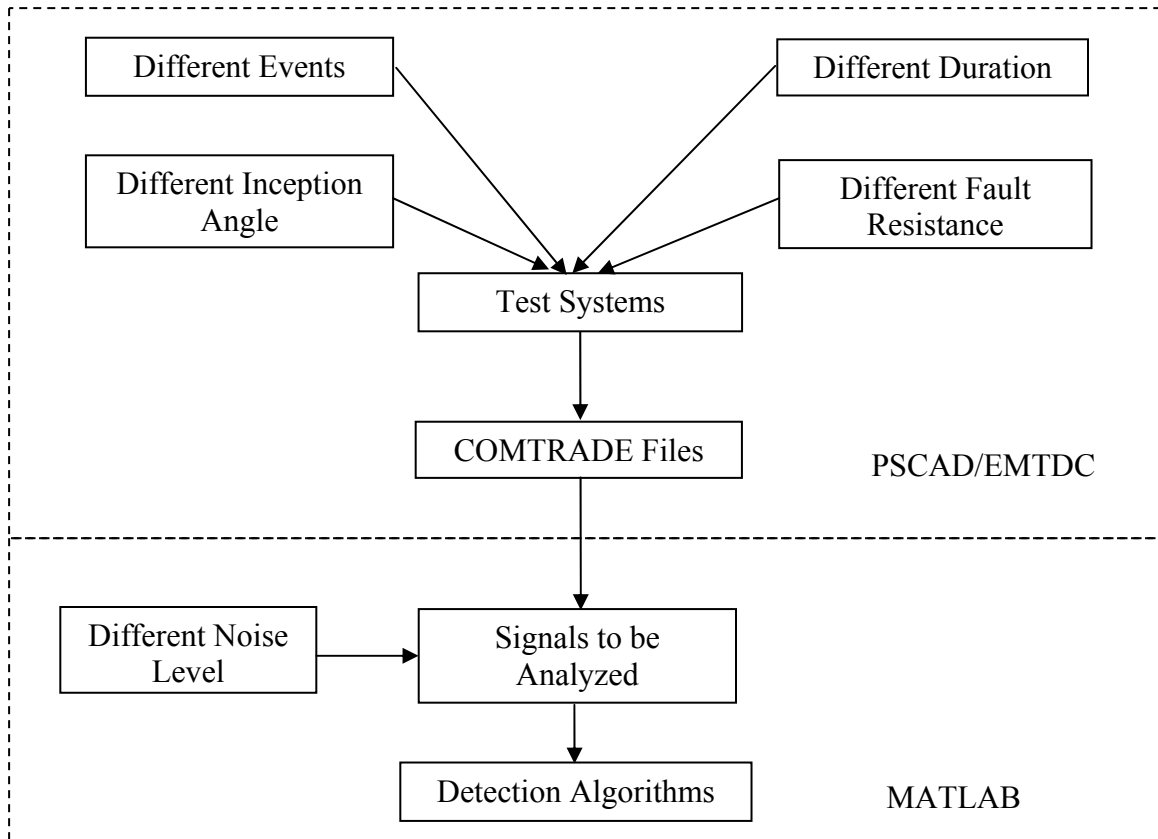 Different Events
Different Duration
Different Inception
Angle
Different Fault
Resistance
Test Systems
COMTRADE Files
PSCAD/EMTDC
Different Noise
Level
Signals to be
Analyzed
Detection Algorithms
MATLAB